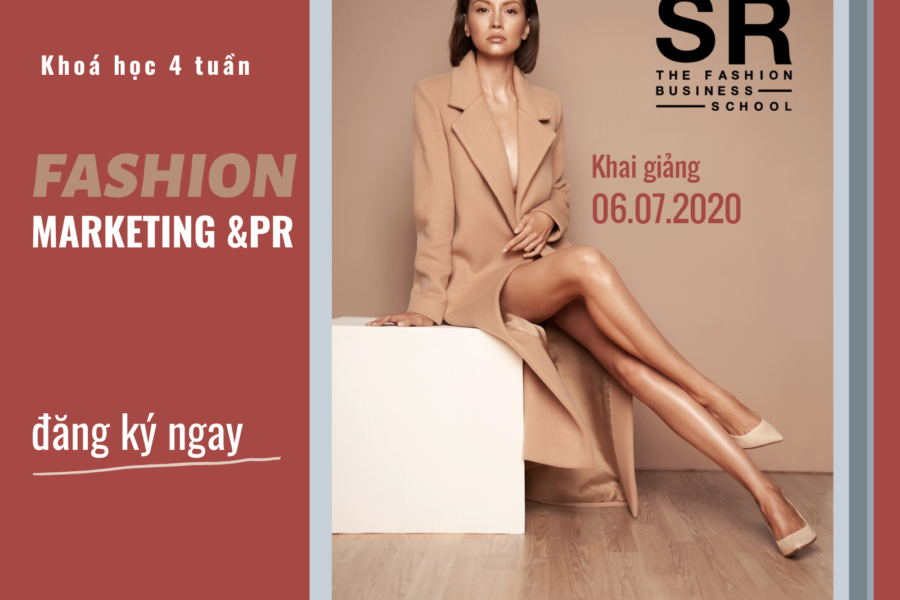 Khoá học 4 tuần
FASHION
MARKETING &PR
đăng ký ngay
SR
THE FASHION
BUSINESS
SCHOOL
Khai giảng
06.07.2020